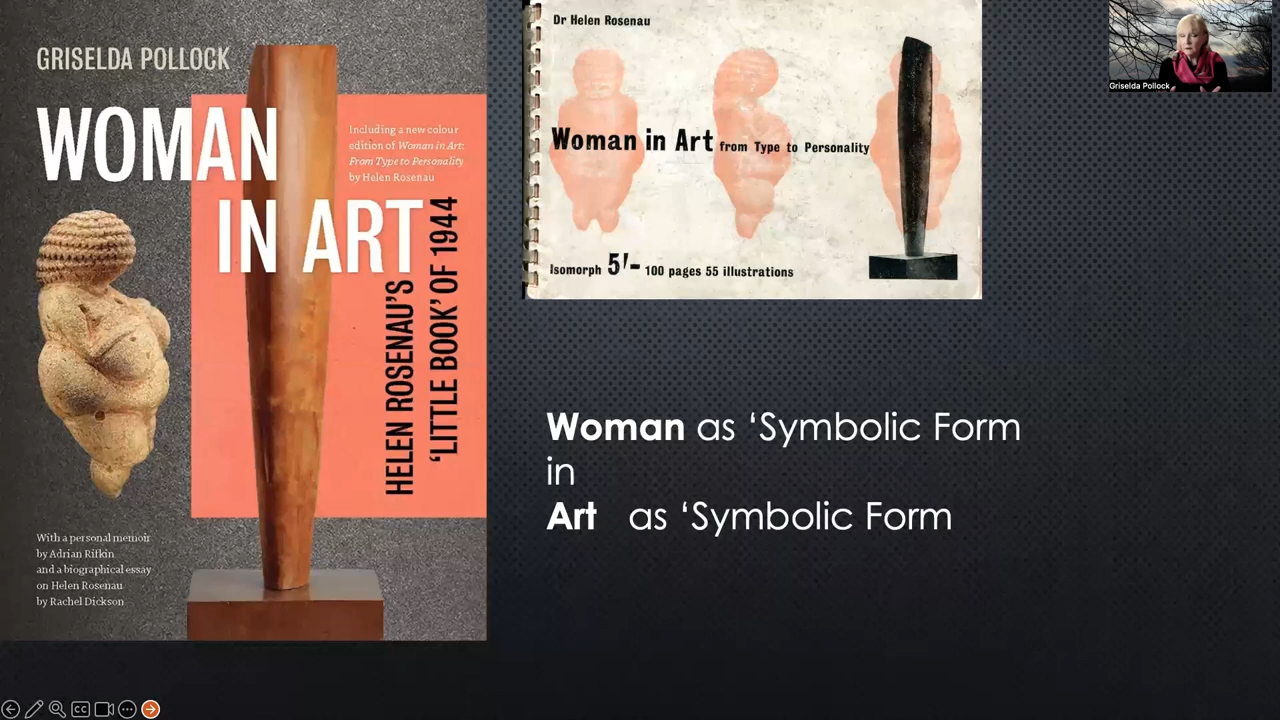 GRISELDA POLLOCK
WOMAN
IN ART
Including a new colour
edition of Woman in Art:
From Type to Personality
by Helen Rosenau
HELEN ROSENAU'S
‘LITTLE BOOK’ OF 1944
With a personal memoir
by Adrian Rifkin
and a biographical essay
on Helen Rosenau
by Rachel Dickson
Dr Helen Rosenau
Woman in Art from Type to Personality
Isomorph 5/- 100 pages 55 illustrations
Griselda Pollock
Woman as ‘Symbolic Form
in
Art as ‘Symbolic Form
CC